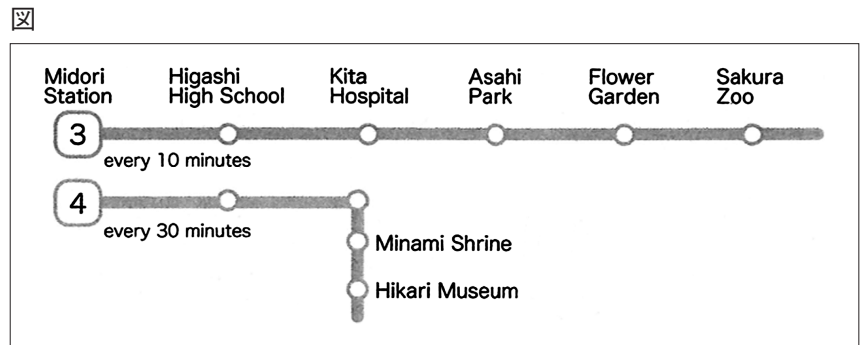 図
Midori Station
Higashi High School
Kita Hospital
Asahi Park
Flower Garden
Sakura Zoo
3
every 10 minutes
4
every 30 minutes
Minami Shrine
Hikari Museum